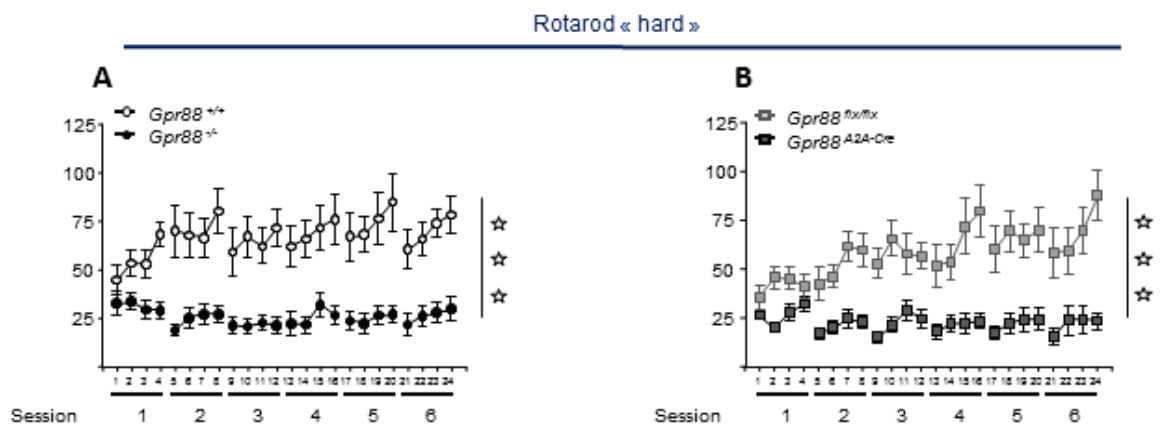 Rotarod « hard »
A
Gpr88 +/+
Gpr88 -/-
125
100
75
50
25
1 2 3 4 5 6 7 8 9 10 11 12 13 14 15 16 17 18 19 20 21 22 23 24
Session 1 2 3 4 5 6
B
Gpr88 flx/flx
Gpr88 A2A-Cre
125
100
75
50
25
1 2 3 4 5 6 7 8 9 10 11 12 13 14 15 16 17 18 19 20 21 22 23 24
Session 1 2 3 4 5 6